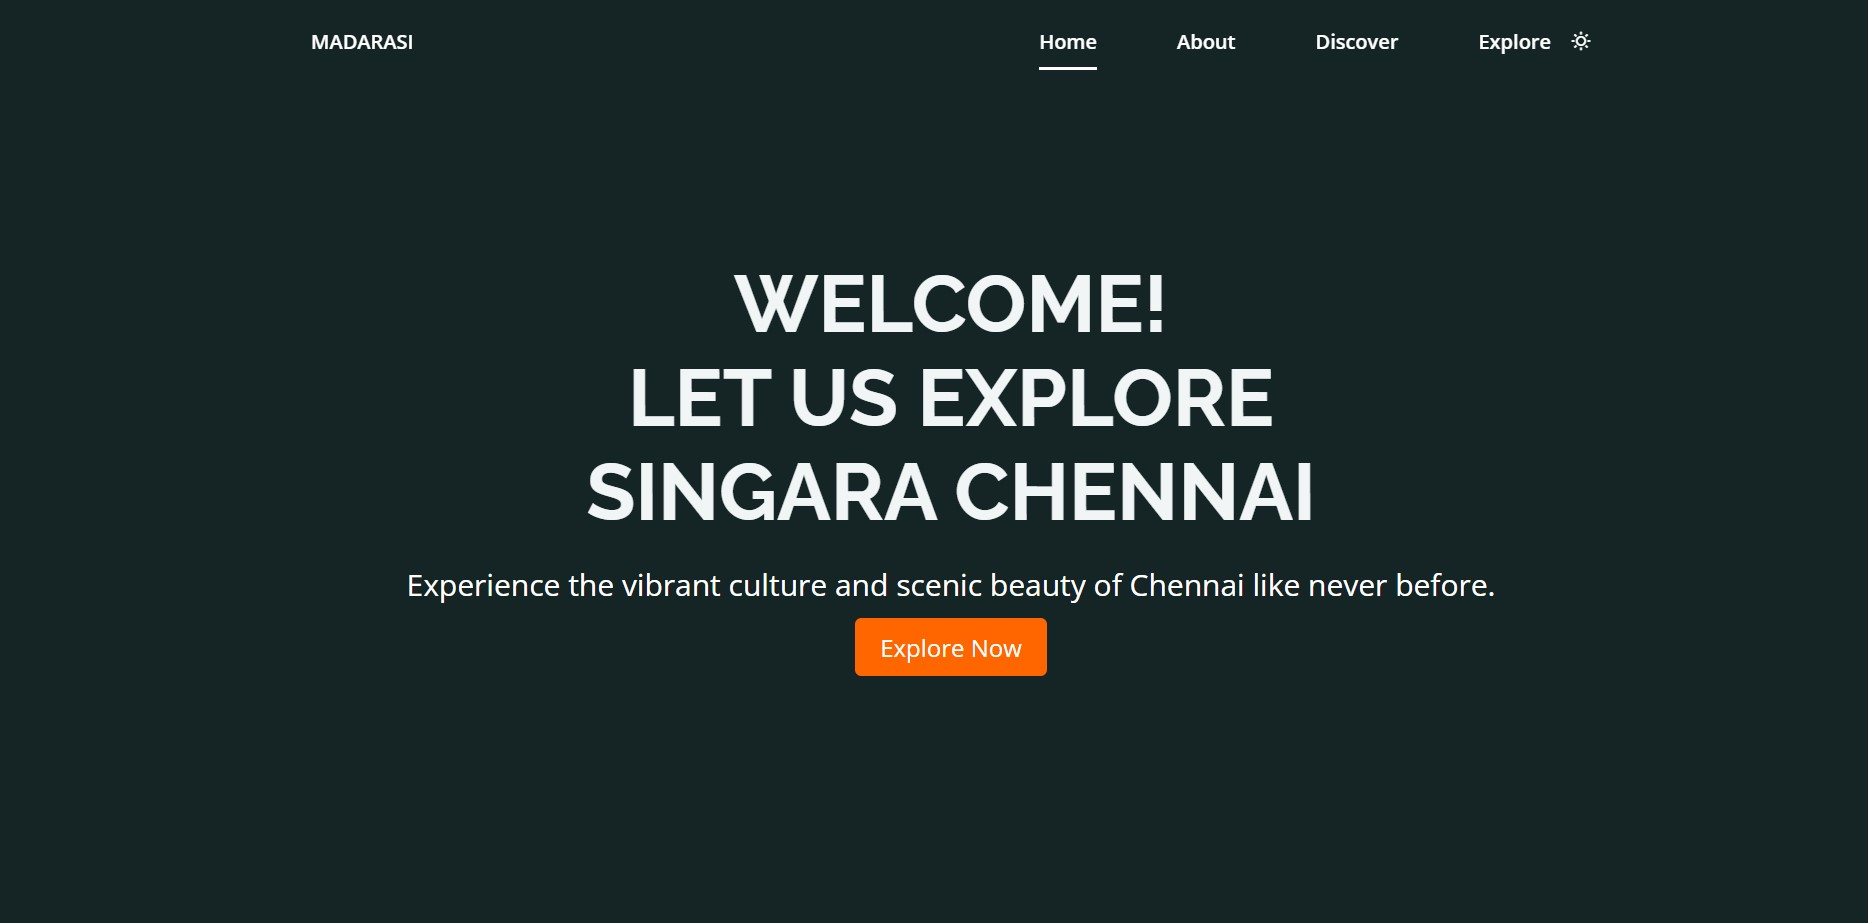 MADARASI
Home
About
Discover
Explore
WELCOME!
LET US EXPLORE
SINGARA CHENNAI
Experience the vibrant culture and scenic beauty of Chennai like never before.
Explore Now